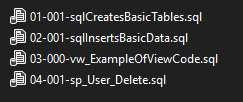 01-001-sqlCreatesBasicTables.sql
02-001-sqlInsertsBasicData.sql
03-000-vw_ExampleOfViewCode.sql
04-001-sp_User_Delete.sql